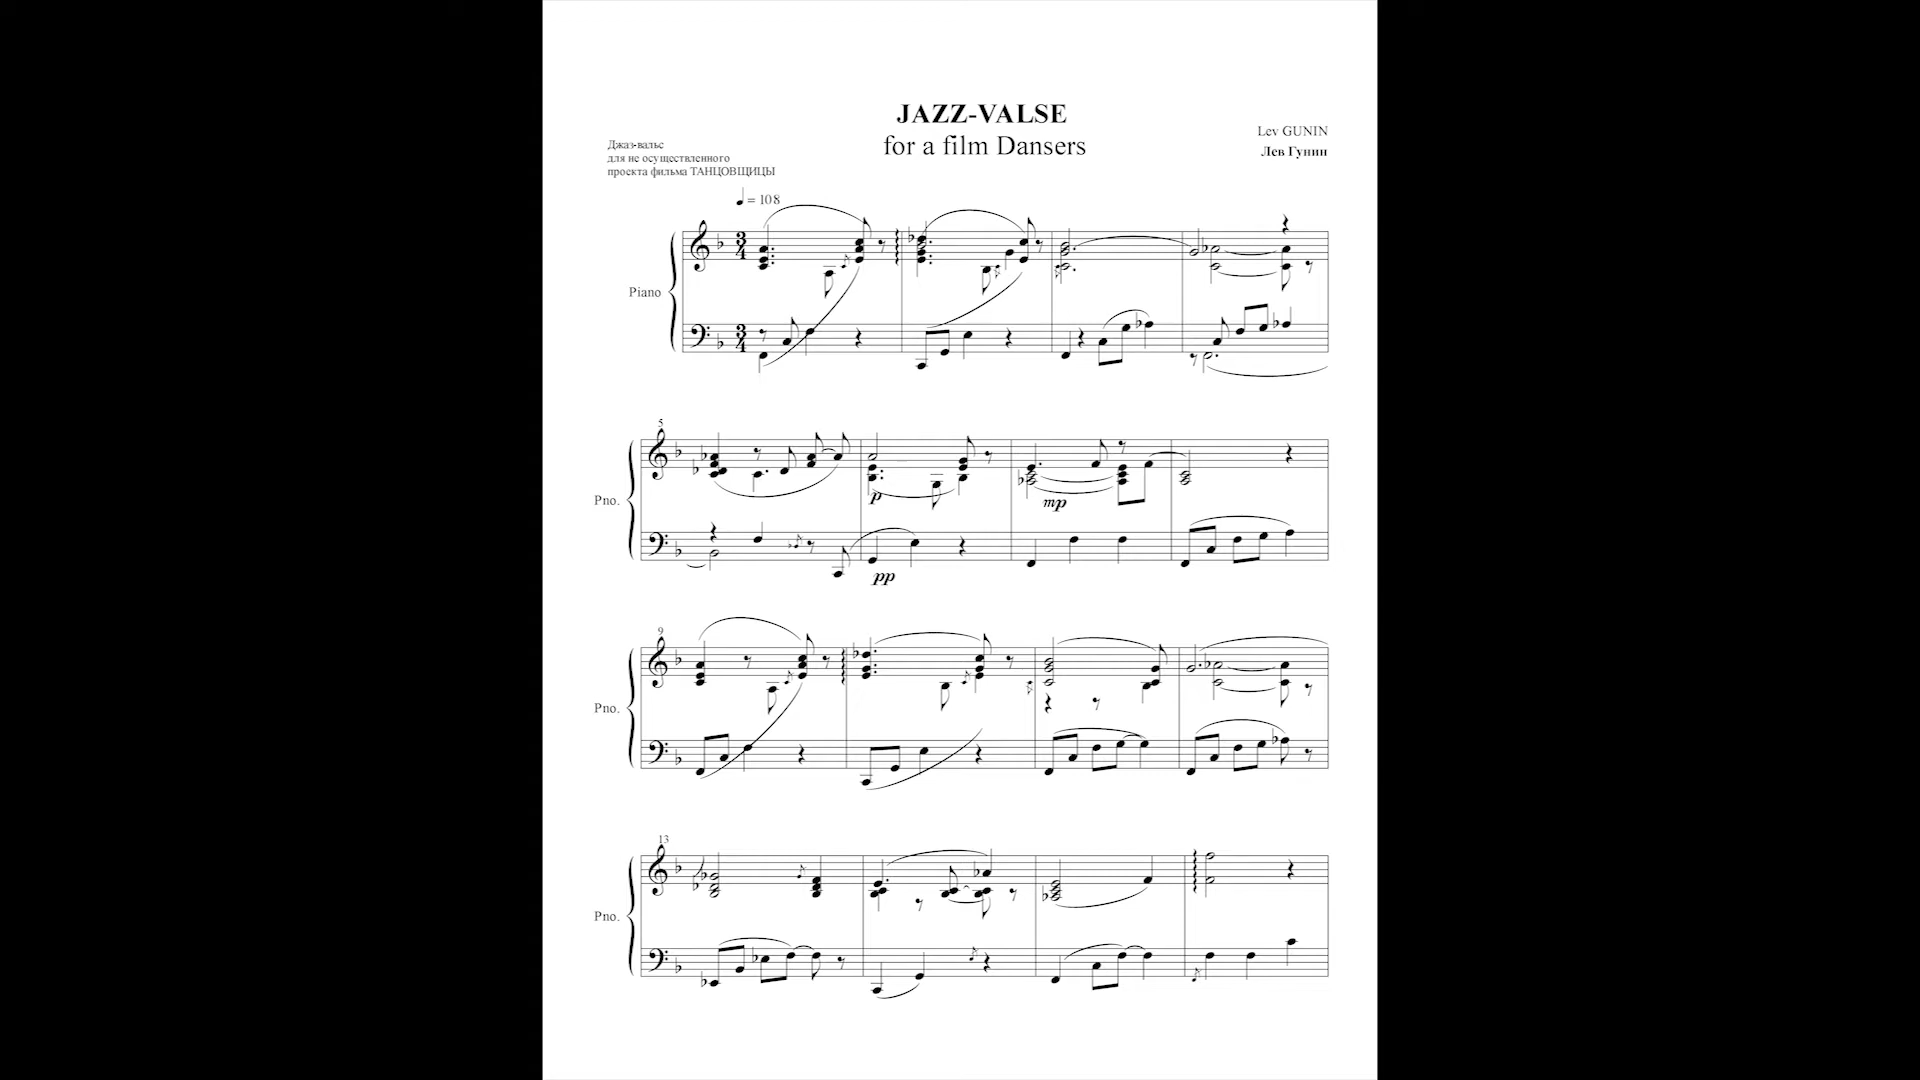 JAZZ-VALSE
for a film Dansers
Lev GUNIN
Лев Гунин
Джаз-вальс
для не осуществленного
проекта фильма ТАНЦОВЩИЦЫ
= 108
Piano
5
Pno.
p
mp
pp
9
Pno.
13
Pno.